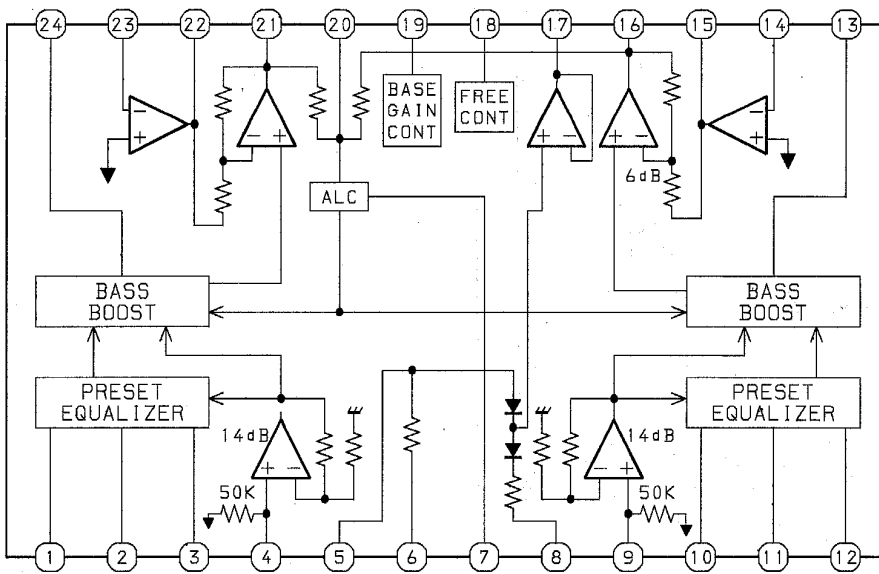 24 23 22 21 20 19 18 17 16 15 14 13
BASE
GAIN
CONT
FREE
CONT
- +
- +
+ -
+ -
- +
6dB
ALC
BASS
BOOST
BASS
BOOST
PRESET
EQUALIZER
PRESET
EQUALIZER
14dB
+ -
14dB
- +
50K
50K
1 2 3 4 5 6 7 8 9 10 11 12